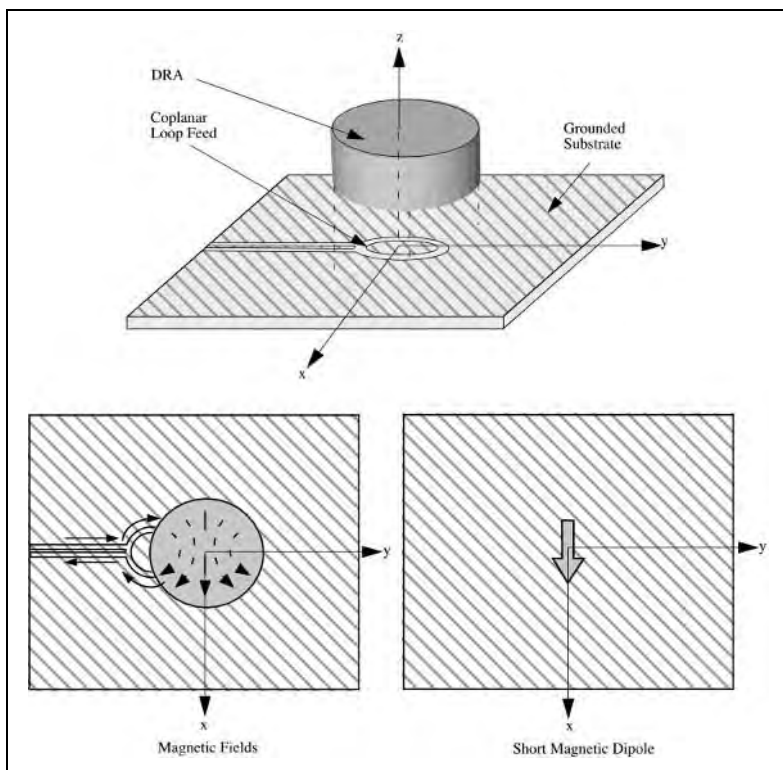 z
DRA
Coplanar
Loop Feed
Grounded
Substrate
y
x
y
y
x
x
Magnetic Fields
Short Magnetic Dipole